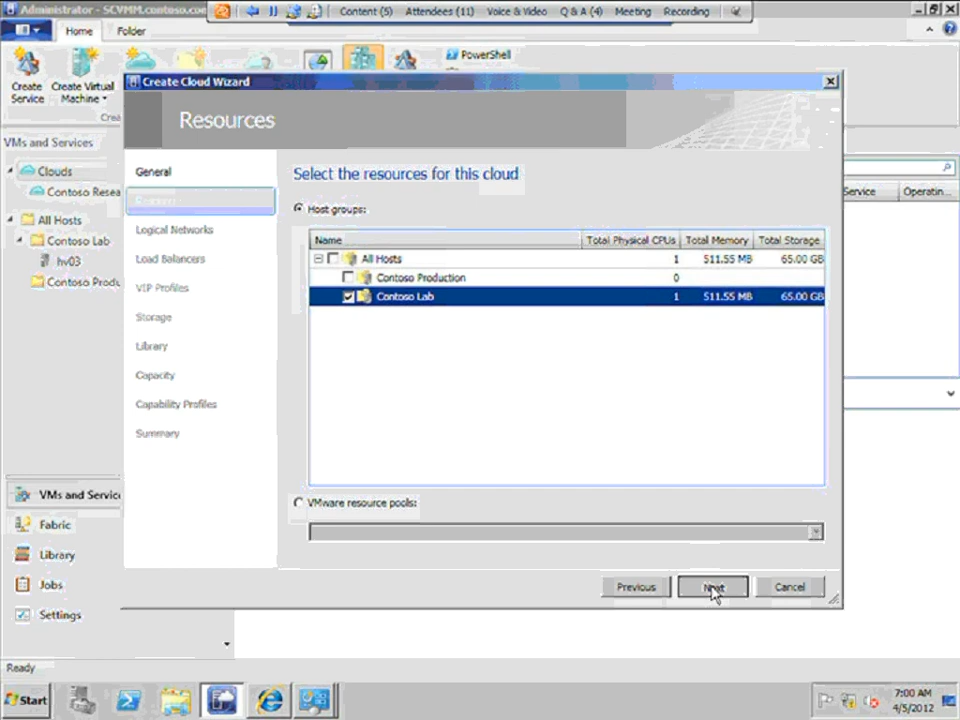 Administrator - SCVMM.contoso.com
Content (5) Attendees (11) Voice & Video Q & A (4) Meeting Recording
Home Folder
Create Service
Create Virtual Machine
PowerShell
VMs and Services
Clouds
Contoso Resea
All Hosts
Contoso Lab
hv03
Contoso Produ
Create Cloud Wizard
Resources
General
Logical Networks
Load Balancers
VIP Profiles
Storage
Library
Capacity
Capability Profiles
Summary
Select the resources for this cloud
Host groups:
Name Total Physical CPUs Total Memory Total Storage
All Hosts 1 511.55 MB 65.00 GB
Contoso Production 0
Contoso Lab 1 511.55 MB 65.00 GB
VMware resource pools:
Previous Next Cancel
Service Operatin...
VMs and Service
Fabric
Library
Jobs
Settings
Ready
Start
7:00 AM
4/5/2012